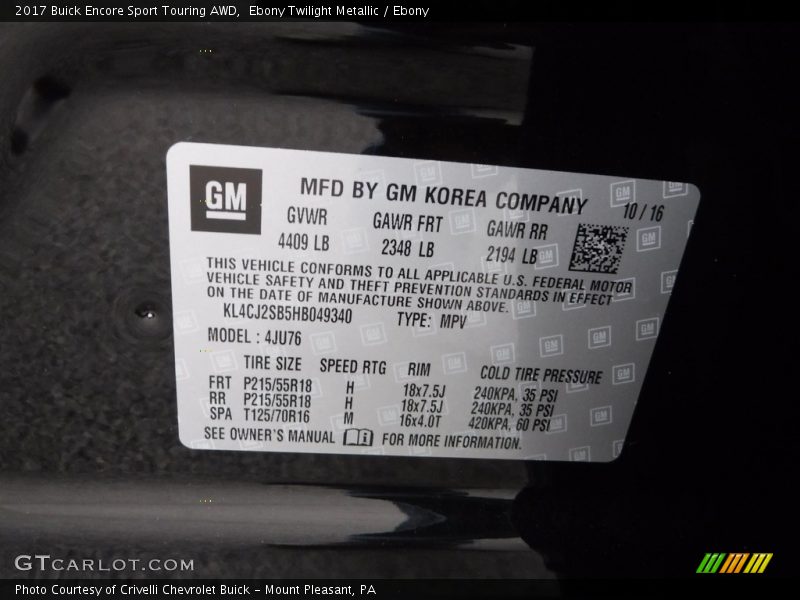 2017 Buick Encore Sport Touring AWD,  Ebony Twilight Metallic / Ebony
GM
MFD BY GM KOREA COMPANY 10 / 16
GVWR GAWR FRT GAWR RR
4409 LB 2348 LB 2194 LB
THIS VEHICLE CONFORMS TO ALL APPLICABLE U.S. FEDERAL MOTOR
VEHICLE SAFETY AND THEFT PREVENTION STANDARDS IN EFFECT
ON THE DATE OF MANUFACTURE SHOWN ABOVE.
KL4CJ2SB5HB049340 TYPE: MPV
MODEL : 4JU76
TIRE SIZE SPEED RTG RIM COLD TIRE PRESSURE
FRT P215/55R18 H 18x7.5J 240KPA, 35 PSI
RR P215/55R18 H 18x7.5J 240KPA, 35 PSI
SPA T125/70R16 M 16x4.0T 420KPA, 60 PSI
SEE OWNER'S MANUAL FOR MORE INFORMATION.
GTCARLOT.COM
Photo Courtesy of Crivelli Chevrolet Buick - Mount Pleasant, PA